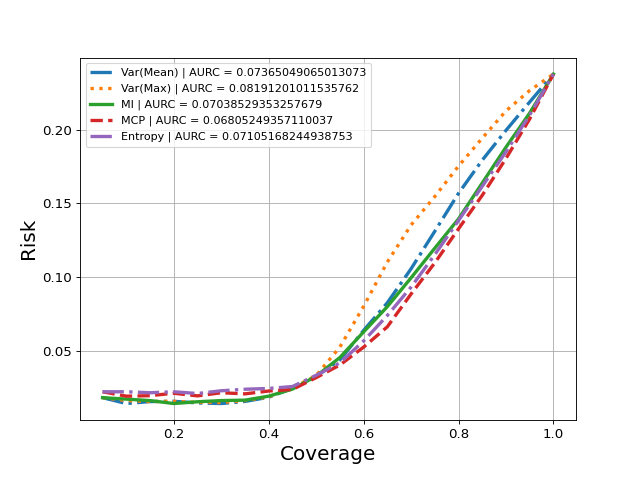 Var(Mean) | AURC = 0.07365049065013073
Var(Max) | AURC = 0.08191201011535762
MI | AURC = 0.07038529353257679
MCP | AURC = 0.06805249357110037
Entropy | AURC = 0.07105168244938753
0.20
0.15
0.10
0.05
Risk
0.2 0.4 0.6 0.8 1.0
Coverage